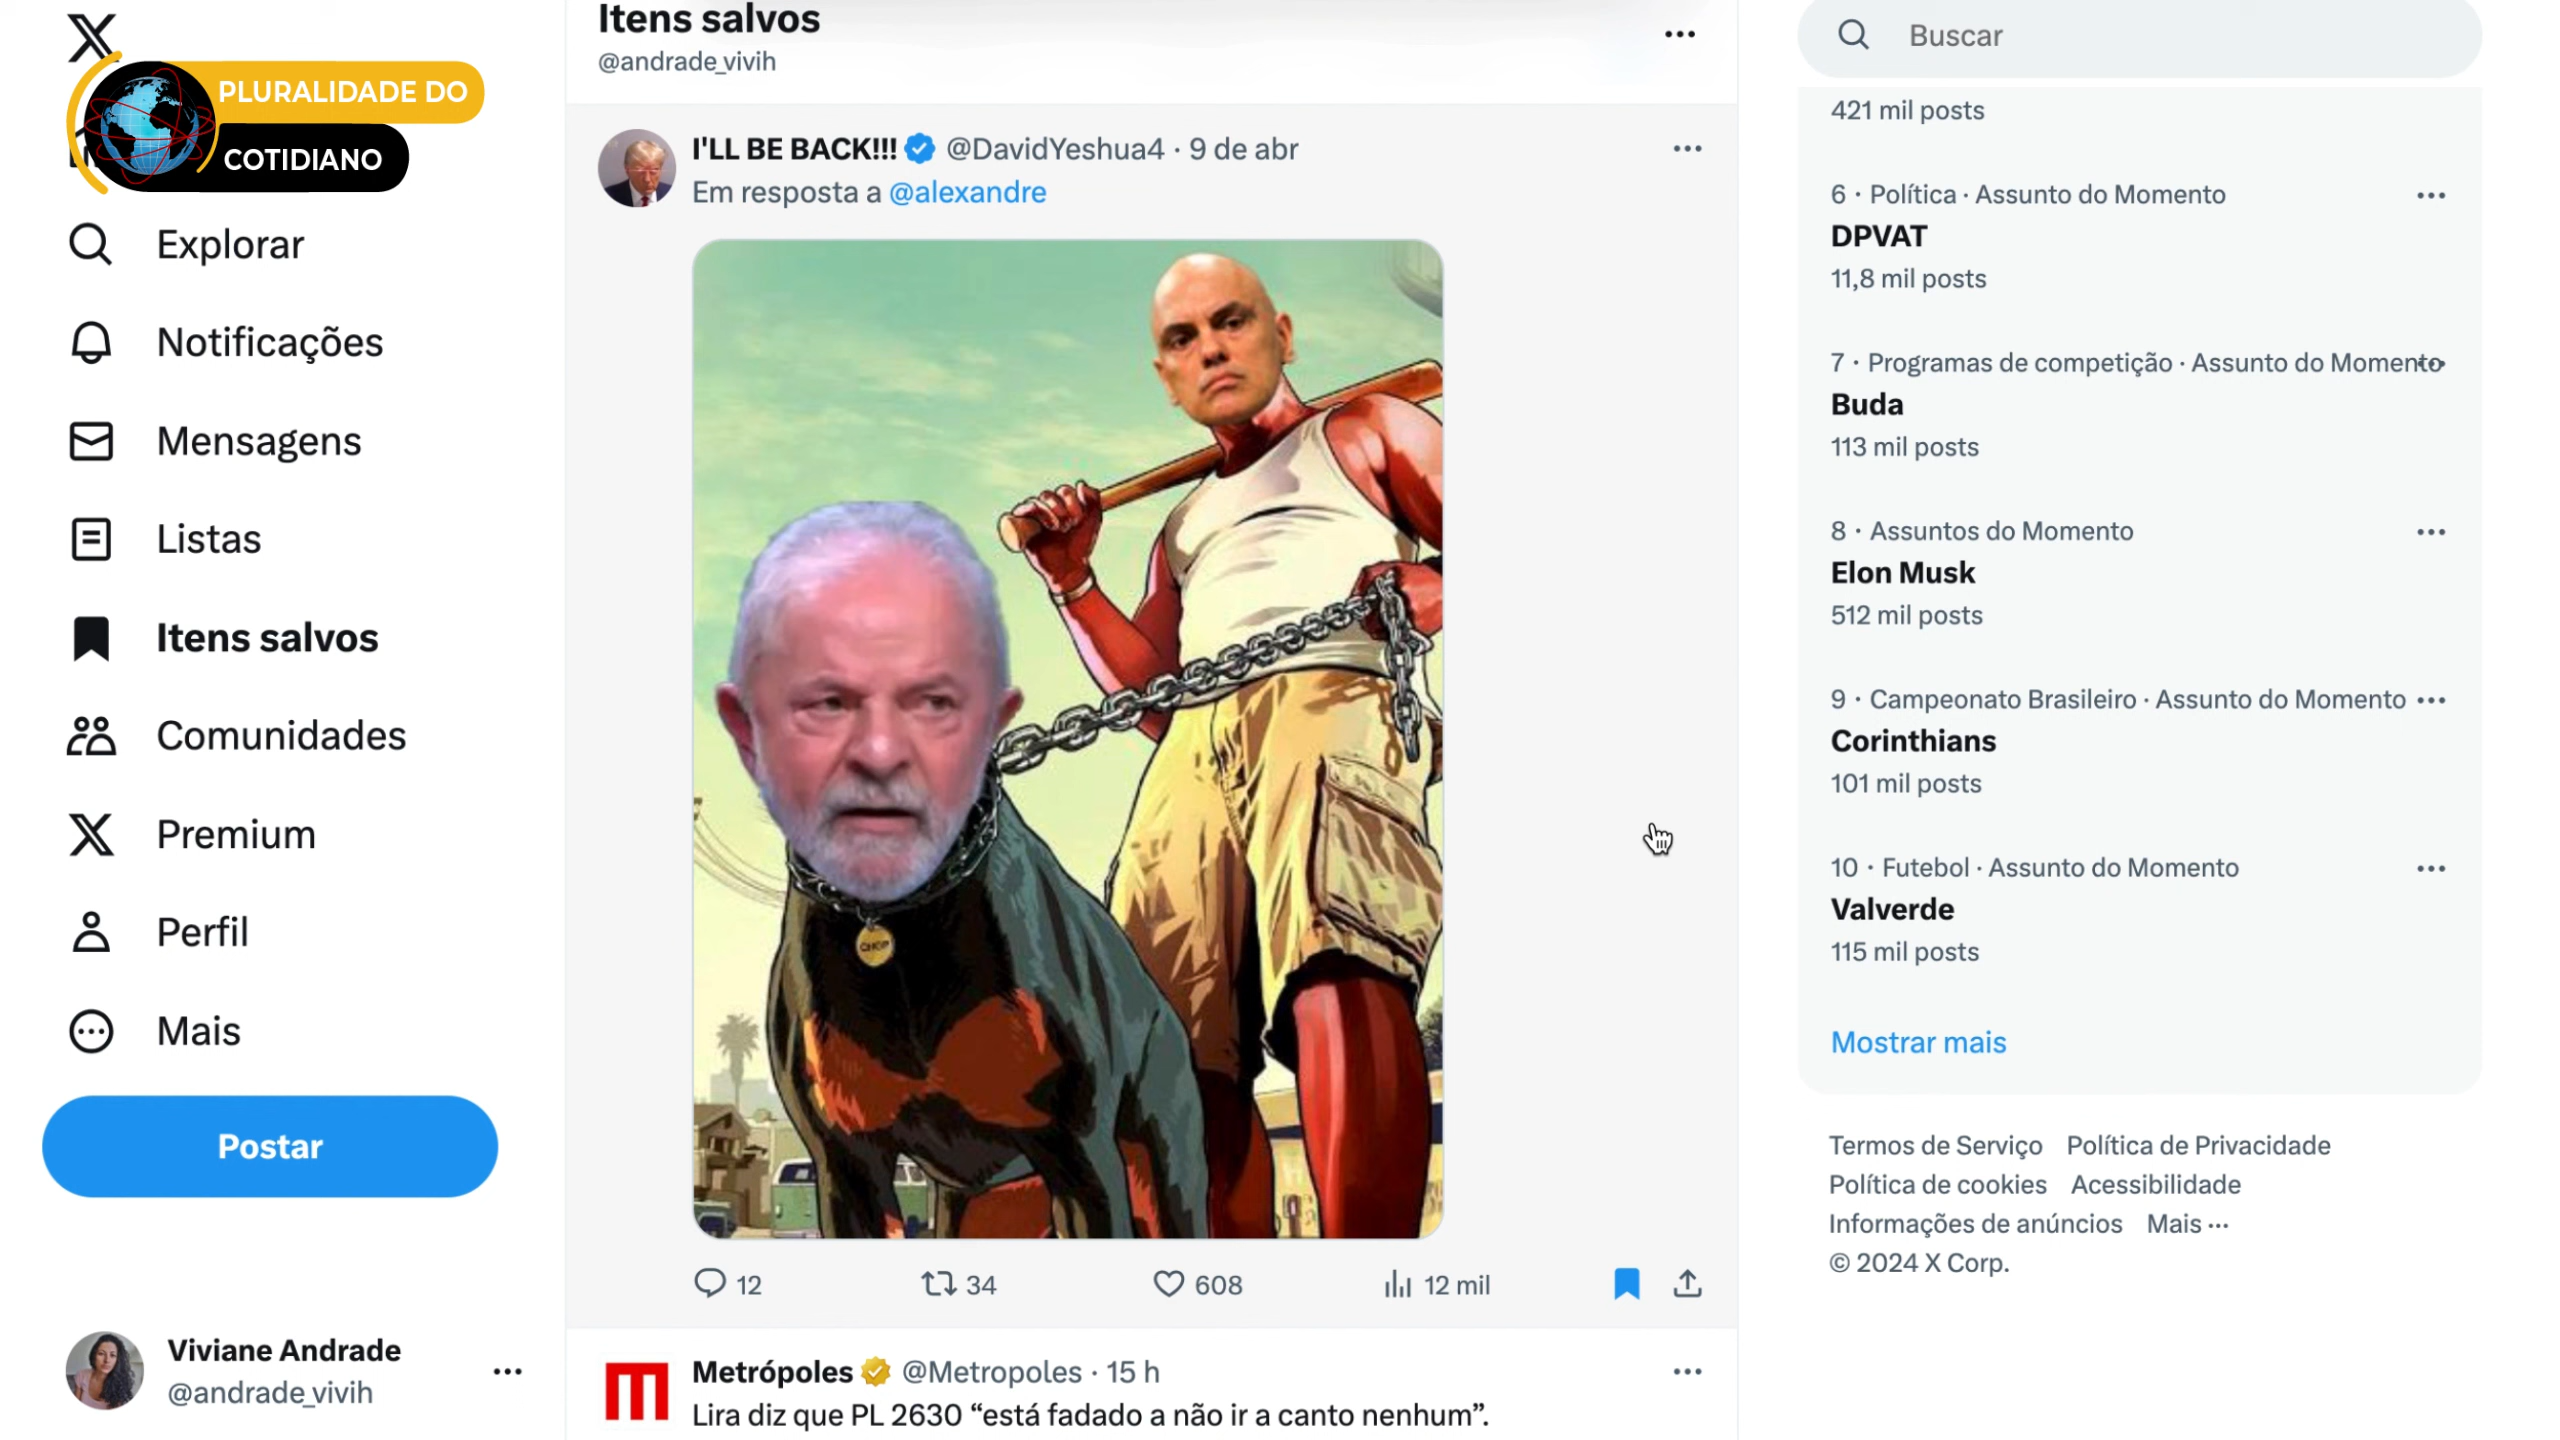 PLURALIDADE DO
COTIDIANO
Explorar
Notificações
Mensagens
Listas
Itens salvos
Comunidades
Premium
Perfil
Mais
Postar
Viviane Andrade
@andrade_vivih
Itens salvos
@andrade_vivih
I'LL BE BACK!!! @DavidYeshua4 · 9 de abr
Em resposta a @alexandre
CHOP
12
34
608
12 mil
Metrópoles @Metropoles · 15 h
Lira diz que PL 2630 “está fadado a não ir a canto nenhum”.
Buscar
421 mil posts
6 · Política · Assunto do Momento
DPVAT
11,8 mil posts
7 · Programas de competição · Assunto do Momento
Buda
113 mil posts
8 · Assuntos do Momento
Elon Musk
512 mil posts
9 · Campeonato Brasileiro · Assunto do Momento
Corinthians
101 mil posts
10 · Futebol · Assunto do Momento
Valverde
115 mil posts
Mostrar mais
Termos de Serviço Política de Privacidade
Política de cookies Acessibilidade
Informações de anúncios Mais ···
© 2024 X Corp.